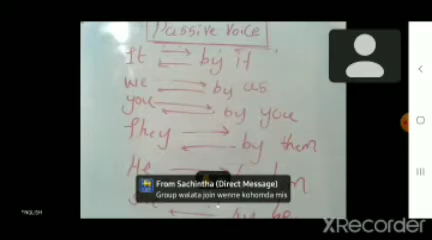 Passive Voice
It by it
we by us
you by you
They by them
He
From Sachintha (Direct Message)
Group walata join wenne kohomda mis
XRecorder